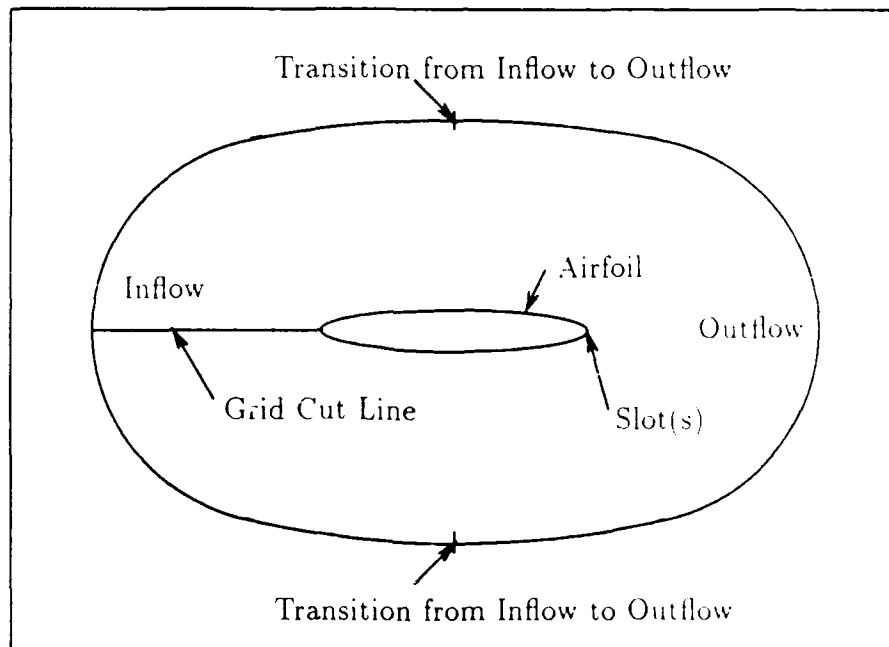 Transition from Inflow to Outflow
Airfoil
Inflow
Outflow
Grid Cut Line
Slot(s)
Transition from Inflow to Outflow